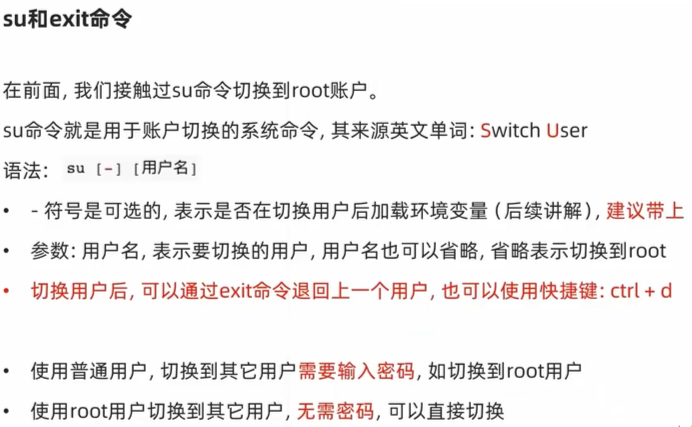 su和exit命令
在前面, 我们接触过su命令切换到root账户。
su命令就是用于账户切换的系统命令, 其来源英文单词: Switch User
语法: su [-] [用户名]
• - 符号是可选的, 表示是否在切换用户后加载环境变量 (后续讲解), 建议带上
• 参数: 用户名, 表示要切换的用户, 用户名也可以省略, 省略表示切换到root
• 切换用户后, 可以通过exit命令退回上一个用户, 也可以使用快捷键: ctrl + d
• 使用普通用户, 切换到其它用户需要输入密码, 如切换到root用户
• 使用root用户切换到其它用户, 无需密码, 可以直接切换